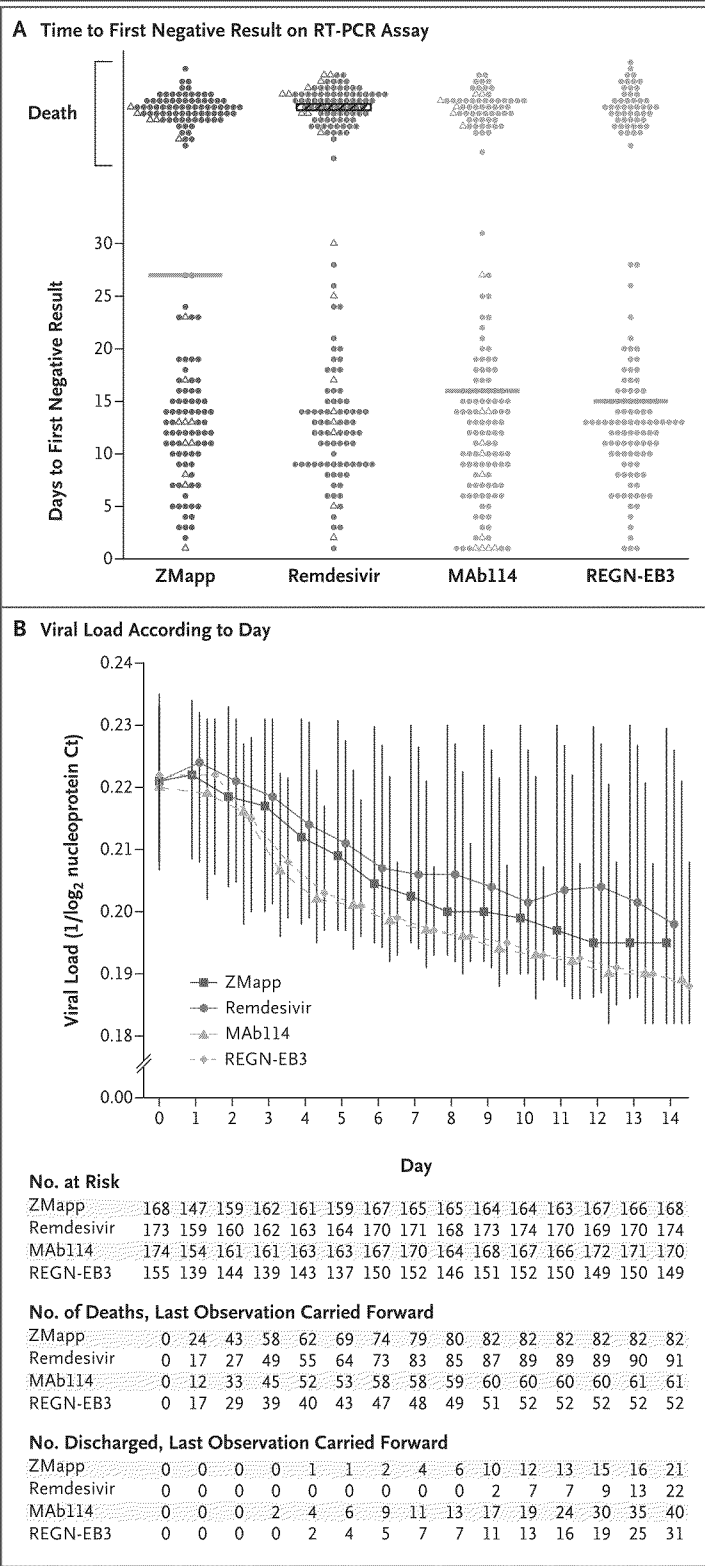 A Time to First Negative Result on RT-PCR Assay
Death
Days to First Negative Result
30
25
20
15
10
5
0
ZMapp Remdesivir MAb114 REGN-EB3
B Viral Load According to Day
Viral Load (1/log2 nucleoprotein Ct)
0.24
0.23
0.22
0.21
0.20
0.19
0.18
0.00
ZMapp
Remdesivir
MAb114
REGN-EB3
0 1 2 3 4 5 6 7 8 9 10 11 12 13 14
Day
No. at Risk
ZMapp 168 147 159 162 161 159 167 165 165 164 164 163 167 166 168
Remdesivir 173 159 160 162 163 164 170 171 168 173 174 170 169 170 174
MAb114 174 154 161 161 163 163 167 170 164 168 167 166 172 171 170
REGN-EB3 155 139 144 139 143 137 150 152 146 151 152 150 149 150 149
No. of Deaths, Last Observation Carried Forward
ZMapp 0 24 43 58 62 69 74 79 80 82 82 82 82 82 82
Remdesivir 0 17 27 49 55 64 73 83 85 87 89 89 89 90 91
MAb114 0 12 33 45 52 53 58 58 59 60 60 60 60 61 61
REGN-EB3 0 17 29 39 40 43 47 48 49 51 52 52 52 52 52
No. Discharged, Last Observation Carried Forward
ZMapp 0 0 0 0 1 1 2 4 6 10 12 13 15 16 21
Remdesivir 0 0 0 0 0 0 0 0 0 2 7 7 9 13 22
MAb114 0 0 0 2 4 6 9 11 13 17 19 24 30 35 40
REGN-EB3 0 0 0 0 2 4 5 7 7 11 13 16 19 25 31